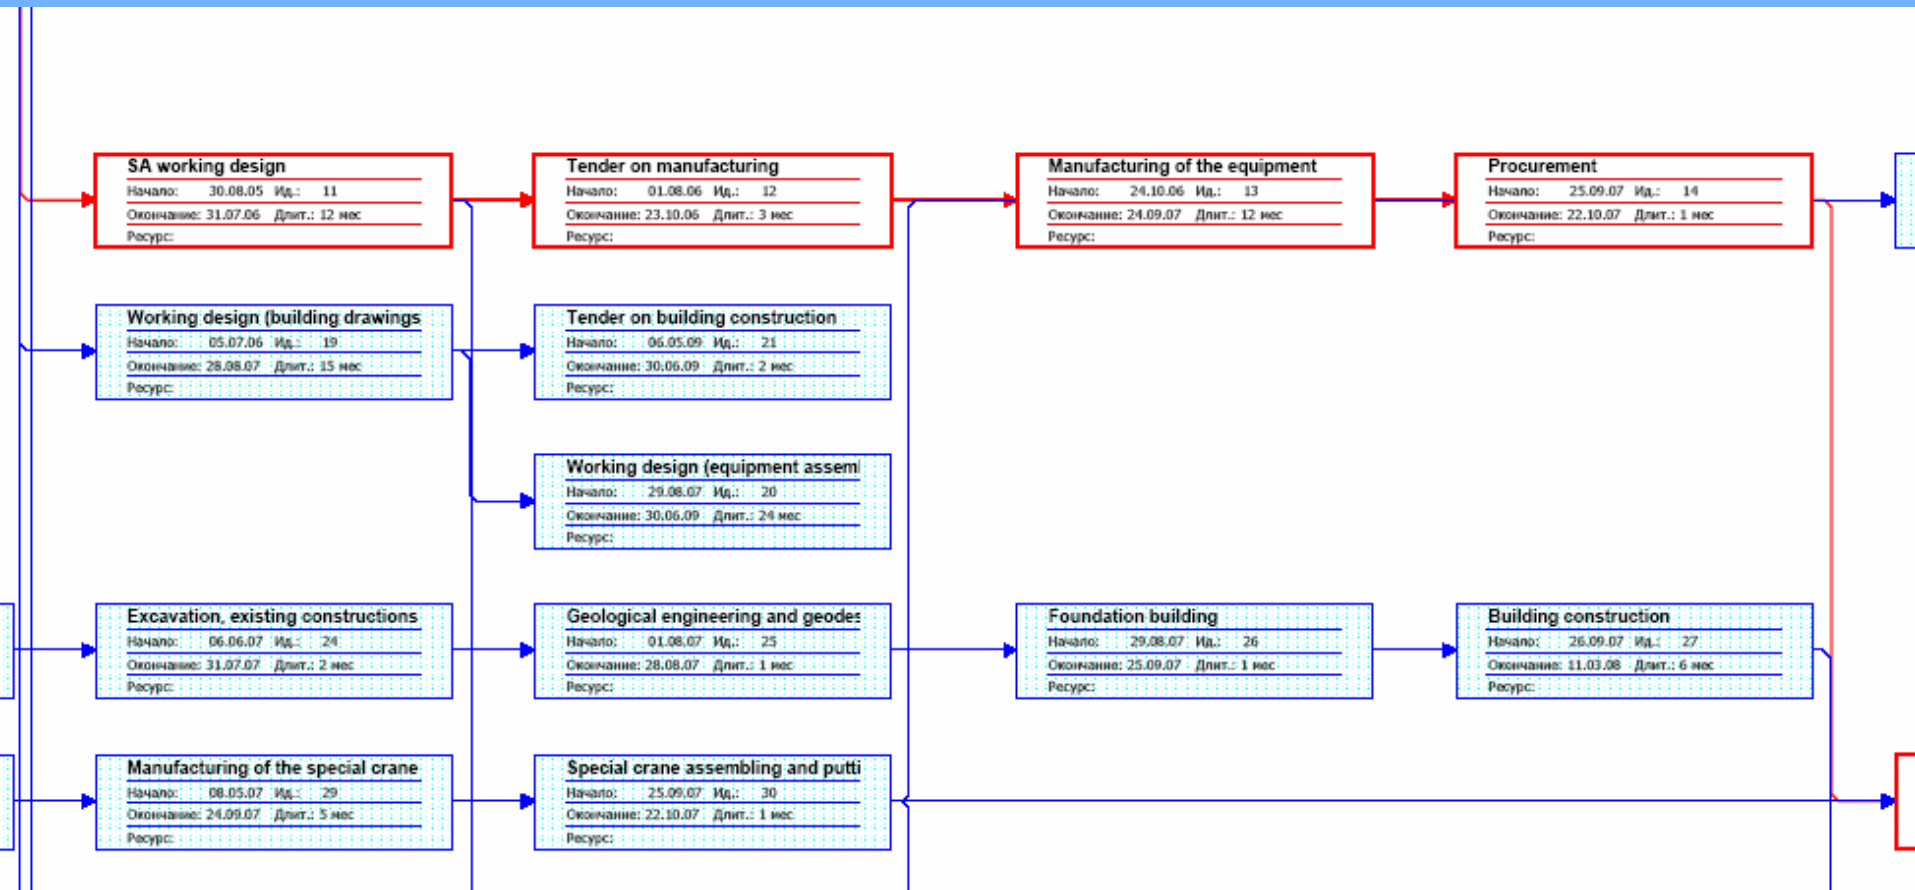 SA working design
Начало: 30.08.05 Ид.: 11
Окончание: 31.07.06 Длит.: 12 мес
Ресурс:
Tender on manufacturing
Начало: 01.08.06 Ид.: 12
Окончание: 23.10.06 Длит.: 3 мес
Ресурс:
Manufacturing of the equipment
Начало: 24.10.06 Ид.: 13
Окончание: 24.09.07 Длит.: 12 мес
Ресурс:
Procurement
Начало: 25.09.07 Ид.: 14
Окончание: 22.10.07 Длит.: 1 мес
Ресурс:
Working design (building drawings
Начало: 05.07.06 Ид.: 19
Окончание: 28.08.07 Длит.: 15 мес
Ресурс:
Tender on building construction
Начало: 06.05.09 Ид.: 21
Окончание: 30.06.09 Длит.: 2 мес
Ресурс:
Working design (equipment assem
Начало: 29.08.07 Ид.: 20
Окончание: 30.06.09 Длит.: 24 мес
Ресурс:
Excavation, existing constructions
Начало: 06.06.07 Ид.: 24
Окончание: 31.07.07 Длит.: 2 мес
Ресурс:
Geological engineering and geodes
Начало: 01.08.07 Ид.: 25
Окончание: 28.08.07 Длит.: 1 мес
Ресурс:
Foundation building
Начало: 29.08.07 Ид.: 26
Окончание: 25.09.07 Длит.: 1 мес
Ресурс:
Building construction
Начало: 26.09.07 Ид.: 27
Окончание: 11.03.08 Длит.: 6 мес
Ресурс:
Manufacturing of the special crane
Начало: 08.05.07 Ид.: 29
Окончание: 24.09.07 Длит.: 5 мес
Ресурс:
Special crane assembling and putti
Начало: 25.09.07 Ид.: 30
Окончание: 22.10.07 Длит.: 1 мес
Ресурс: